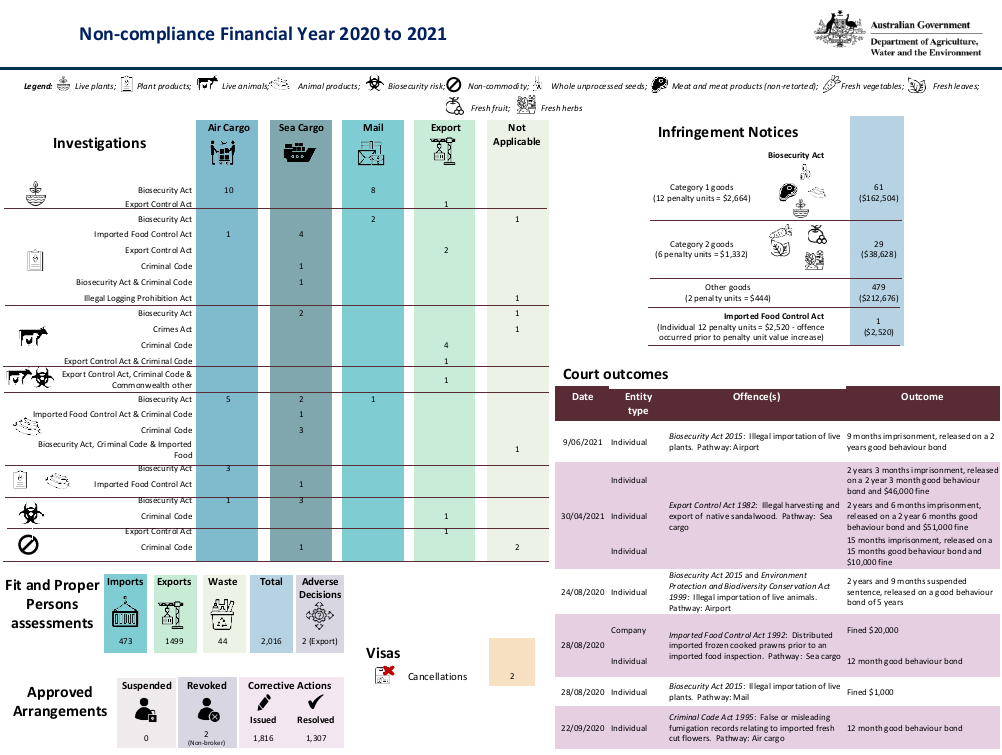 Non-compliance Financial Year 2020 to 2021
Australian Government
Department of Agriculture,
Water and the Environment
Legend: Live plants; Plant products; Live animals; Animal products; Biosecurity risk; Non-commodity; Whole unprocessed seeds; Meat and meat products (non-retorted); Fresh vegetables; Fresh leaves;
Fresh fruit; Fresh herbs
Investigations
Air Cargo Sea Cargo Mail Export Not Applicable
Biosecurity Act 10 8
Export Control Act 1
Biosecurity Act 2 1
Imported Food Control Act 1 4
Export Control Act 2
Criminal Code 1
Biosecurity Act & Criminal Code 1
Illegal Logging Prohibition Act 1
Biosecurity Act 2 1
Crimes Act 1
Criminal Code 4
Export Control Act & Criminal Code 1
Export Control Act, Criminal Code &
Commonwealth other 1
Biosecurity Act 5 2 1
Imported Food Control Act & Criminal Code 1
Criminal Code 3
Biosecurity Act, Criminal Code & Imported
Food 1
Biosecurity Act 3
Imported Food Control Act 1
Biosecurity Act 1 3
Criminal Code 1
Export Control Act 1
Criminal Code 1 2
Infringement Notices
Biosecurity Act
Category 1 goods
(12 penalty units = $2,664)
61
($162,504)
Category 2 goods
(6 penalty units = $1,332)
29
($38,628)
Other goods
(2 penalty units = $444)
479
($212,676)
Imported Food Control Act
(Individual 12 penalty units = $2,520 - offence
occurred prior to penalty unit value increase)
1
($2,520)
Court outcomes
Date Entity type Offence(s) Outcome
9/06/2021 Individual
Biosecurity Act 2015: Illegal importation of live
plants. Pathway: Airport
9 months imprisonment, released on a 2
years good behaviour bond
30/04/2021
Individual
Export Control Act 1982: Illegal harvesting and
export of native sandalwood. Pathway: Sea
cargo
2 years 3 months imprisonment, released
on a 2 year 3 month good behaviour
bond and $46,000 fine
Individual
2 years and 6 months imprisonment,
released on a 2 year 6 months good
behaviour bond and $51,000 fine
Individual
15 months imprisonment, released on a
15 months good behaviour bond and
$10,000 fine
24/08/2020 Individual
Biosecurity Act 2015 and Environment
Protection and Biodiversity Conservation Act
1999: Illegal importation of live animals.
Pathway: Airport
2 years and 9 months suspended
sentence, released on a good behaviour
bond of 5 years
28/08/2020
Company
Imported Food Control Act 1992: Distributed
imported frozen cooked prawns prior to an
imported food inspection. Pathway: Sea cargo
Fined $20,000
Individual
12 month good behaviour bond
28/08/2020 Individual
Biosecurity Act 2015: Illegal importation of live
plants. Pathway: Mail
Fined $1,000
22/09/2020 Individual
Criminal Code Act 1995: False or misleading
fumigation records relating to imported fresh
cut flowers. Pathway: Air cargo
12 month good behaviour bond
Fit and Proper
Persons
assessments
Imports Exports Waste Total Adverse Decisions
473 1499 44 2,016 2 (Export)
Visas
Cancellations 2
Approved
Arrangements
Suspended Revoked Corrective Actions
Issued Resolved
0 2 1,816 1,307
(Non-broker)